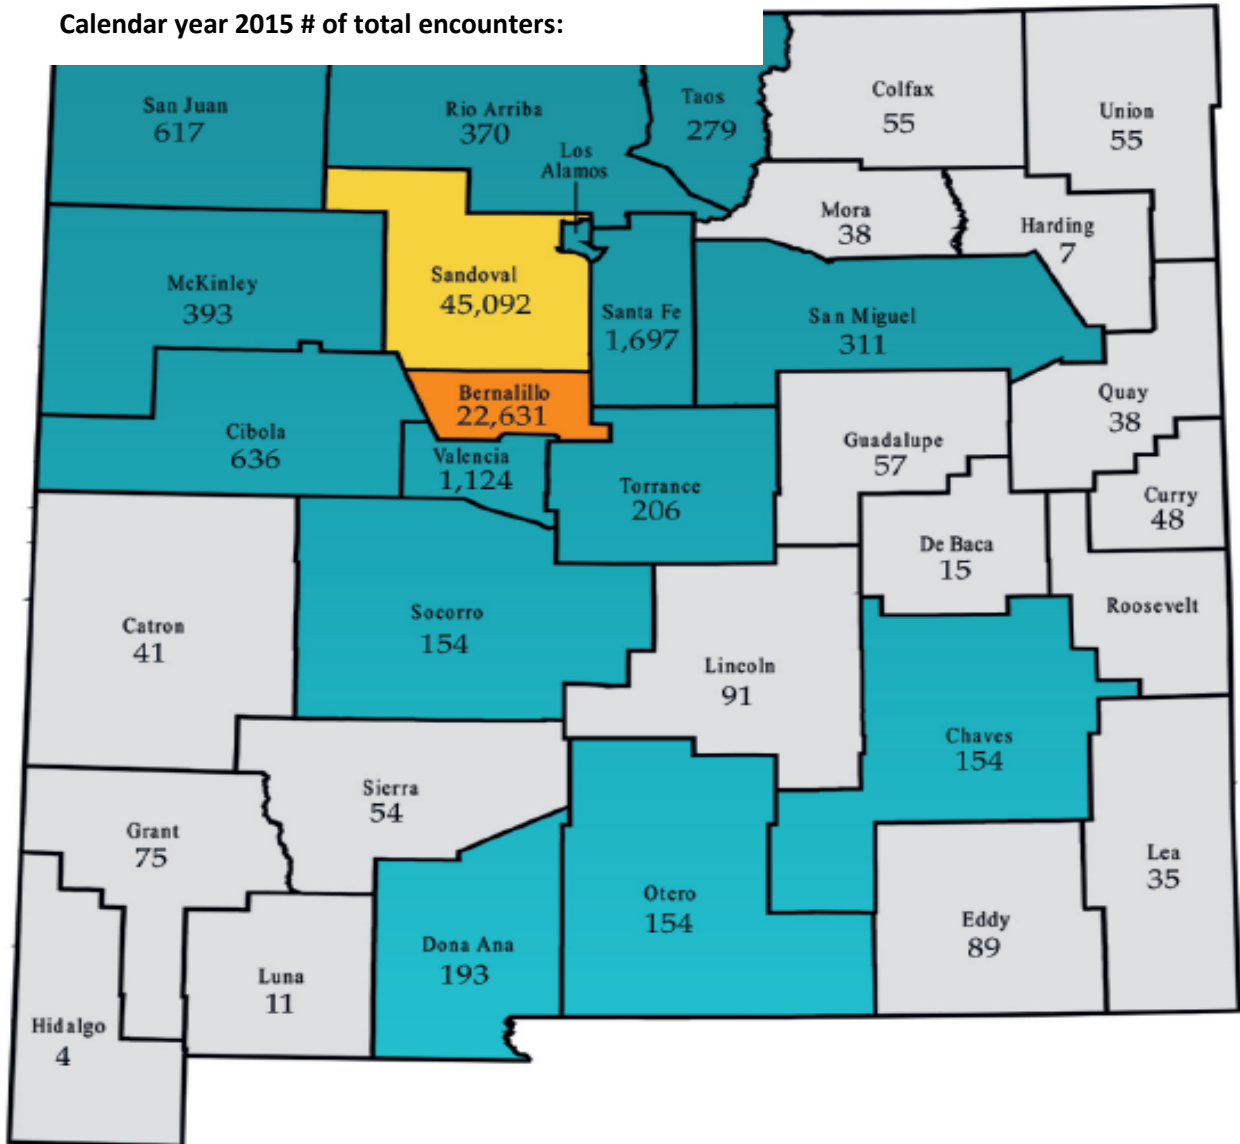 Calendar year 2015 # of total encounters:
San Juan
617
Rio Arriba
370
Taos
279
Colfax
55
Union
55
Los
Alamos
Mora
38
Harding
7
McKinley
393
Sandoval
45,092
Santa Fe
1,697
San Miguel
311
Bernalillo
22,631
Quay
38
Cibola
636
Valencia
1,124
Torrance
206
Guadalupe
57
Curry
48
De Baca
15
Roosevelt
Catron
41
Socorro
154
Lincoln
91
Chaves
154
Sierra
54
Grant
75
Lea
35
Otero
154
Eddy
89
Dona Ana
193
Luna
11
Hidalgo
4